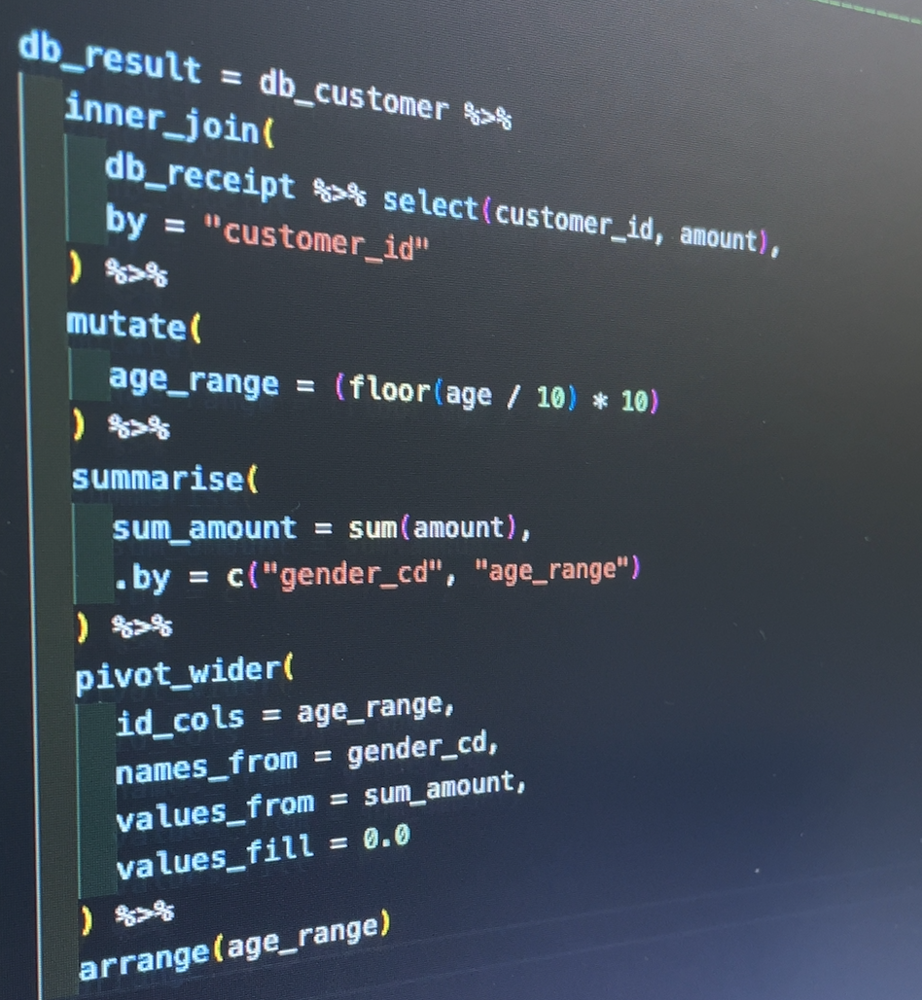 db_result = db_customer %>%
inner_join(
db_receipt %>% select(customer_id, amount),
by = "customer_id"
) %>%
mutate(
age_range = (floor(age / 10) * 10)
) %>%
summarise(
sum_amount = sum(amount),
.by = c("gender_cd", "age_range")
) %>%
pivot_wider(
id_cols = age_range,
names_from = gender_cd,
values_from = sum_amount,
values_fill = 0.0
) %>%
arrange(age_range)